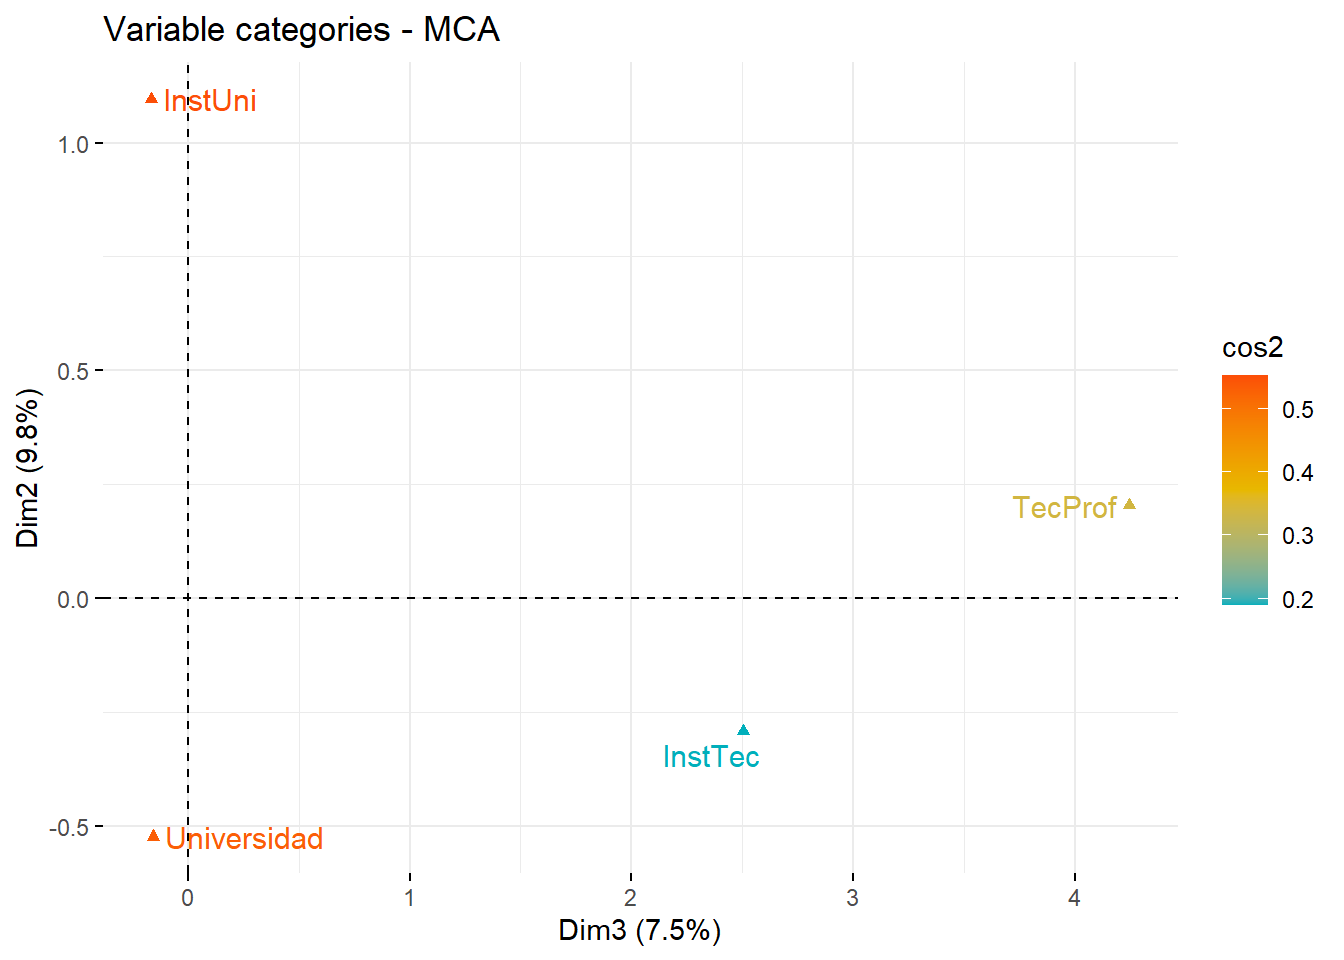 Variable categories - MCA
InstUni
1.0
0.5
cos2
0.5
0.4
0.3
0.2
Dim2 (9.8%)
TecProf
0.0
InstTec
-0.5
Universidad
0 1 2 3 4
Dim3 (7.5%)